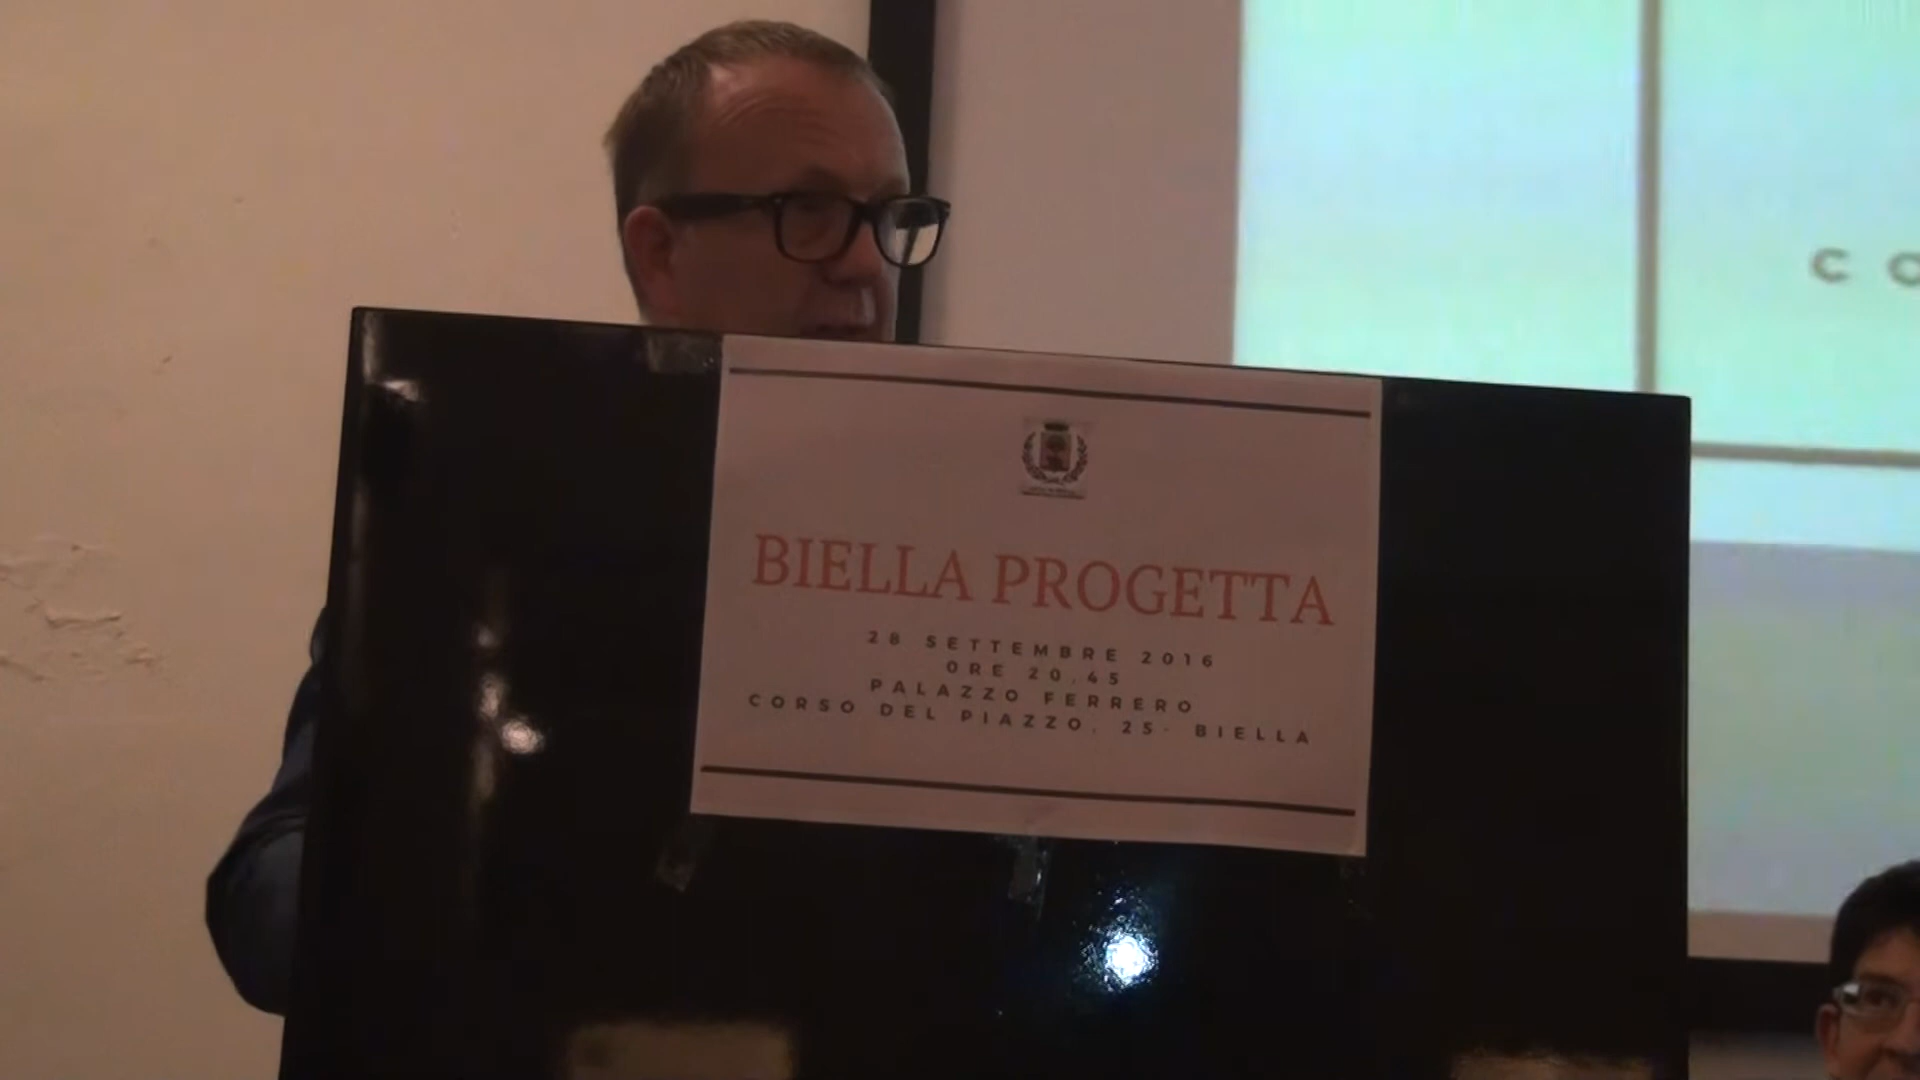 BIELLA PROGETTA
28 SETTEMBRE 2016
ORE 20,45
PALAZZO FERRERO
CORSO DEL PIAZZO, 25- BIELLA